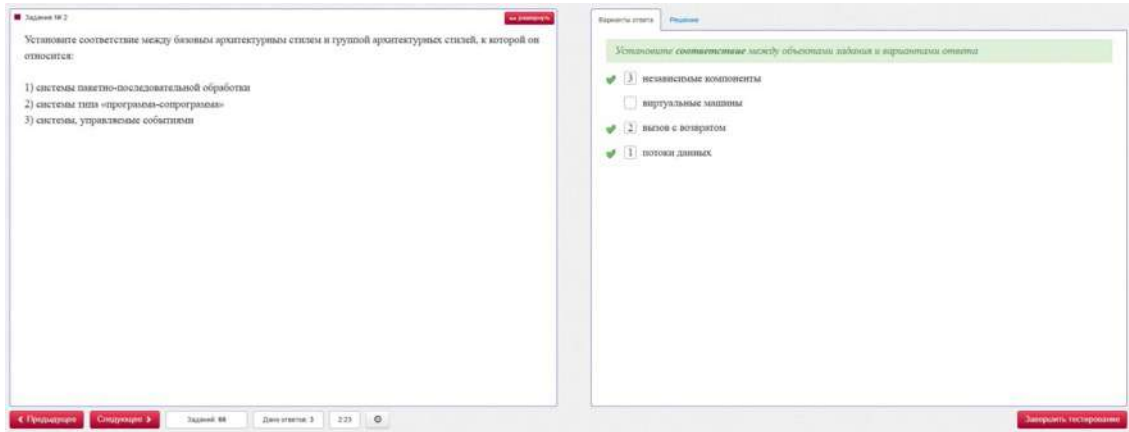 Задание № 2
развернуть
Установите соответствие между базовым архитектурным стилем и группой архитектурных стилей, к которой он
относится:
1) системы пакетно-последовательной обработки
2) системы типа «программа-сопрограмма»
3) системы, управляемые событиями
Варианты ответа
Решение
Установите соответствие между объектами задания и вариантами ответа
3 независимые компоненты
виртуальные машины
2 вызов с возвратом
1 потоки данных
Предыдущее
Следующее
Заданий:
Дано ответов: 3
2:23
Завершить тестирование